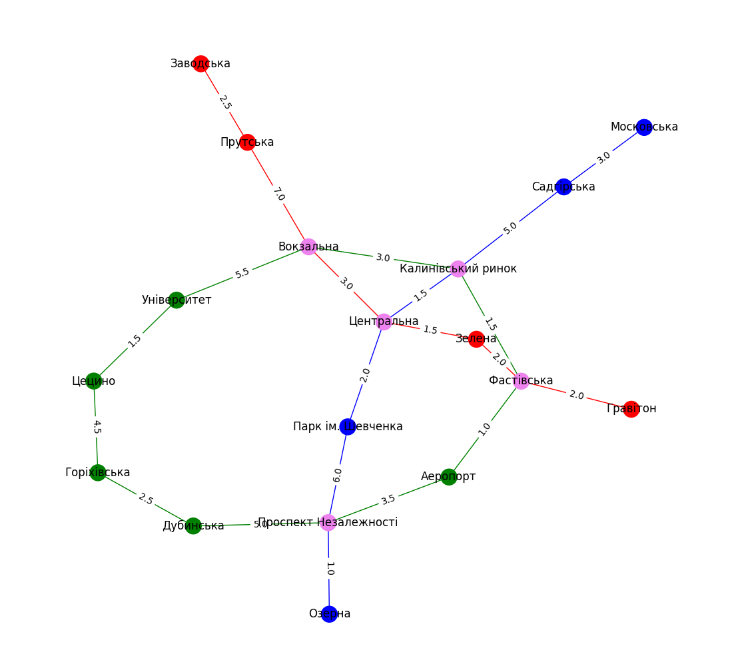 Заводська
2.5
Московська
Прутська
3.0
Садгірська
7.0
5.0
Вокзальна
3.0
Калинівський ринок
5.5
3.0
1.5
Університет
Центральна
1.5
1.5
Зелена
1.5
2.0
Цецино
2.0
Фастівська
2.0
Гравітон
4.5
Парк ім. Шевченка
1.0
Горіхівська
6.0
Аеропорт
2.5
3.5
Дубинська
5.0
Проспект Незалежності
1.0
Озерна